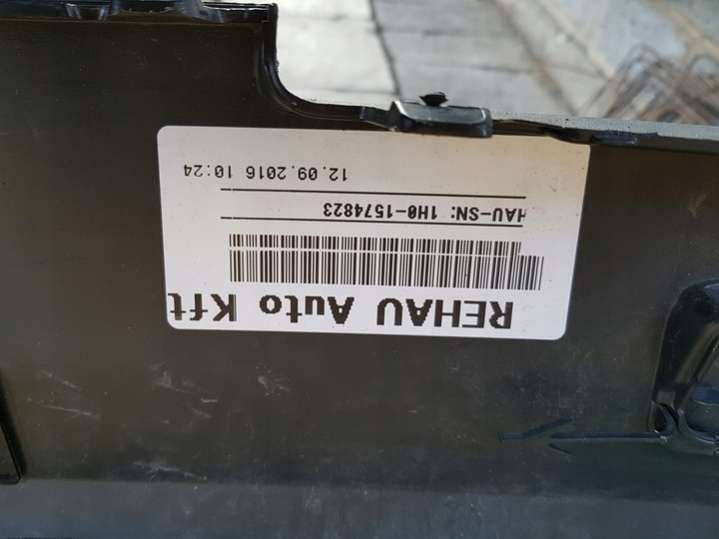 REHAU Auto Kft
HAU-SN: 1H0-1574823
12.09.2016 10:24